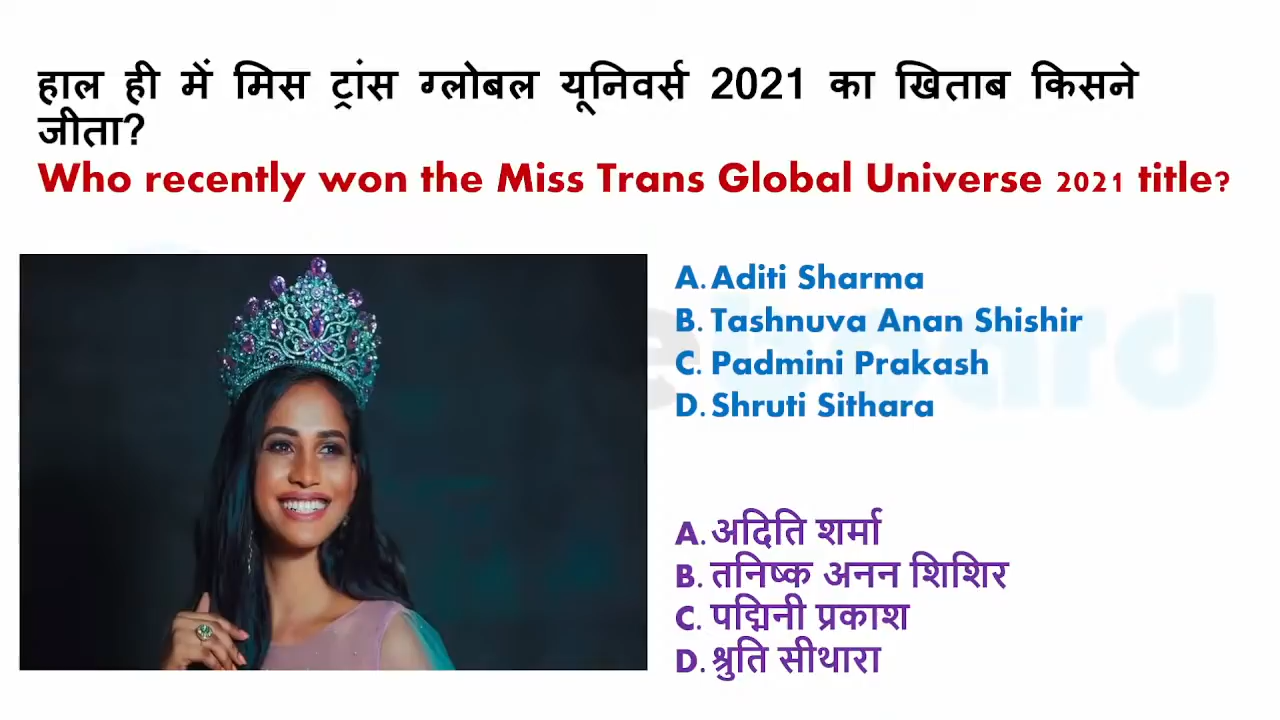 हाल ही में मिस ट्रांस ग्लोबल यूनिवर्स 2021 का खिताब किसने
जीता?
Who recently won the Miss Trans Global Universe 2021 title?
A. Aditi Sharma
B. Tashnuva Anan Shishir
C. Padmini Prakash
D. Shruti Sithara
A. अदिति शर्मा
B. तनिष्क अनन शिशिर
C. पद्मिनी प्रकाश
D. श्रुति सीथारा